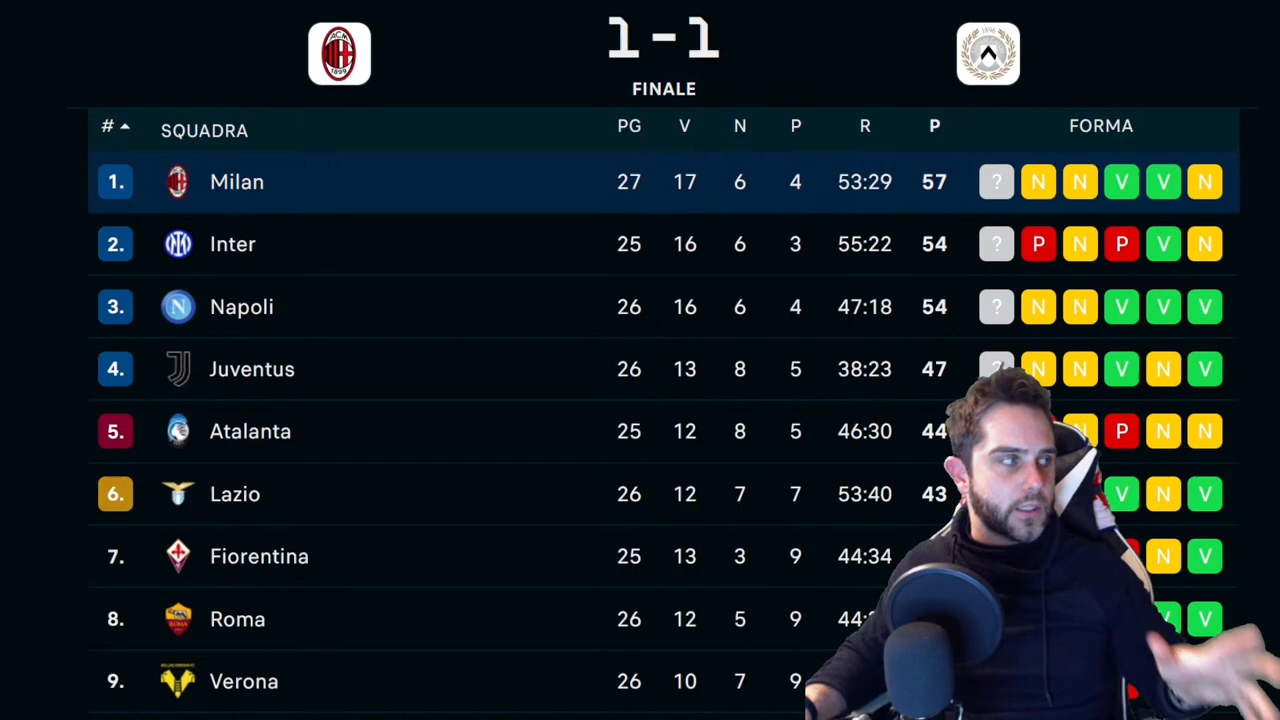 1-1
FINALE
# SQUADRA PG V N P R P FORMA
1. Milan 27 17 6 4 53:29 57 ? N N V V N
2. Inter 25 16 6 3 55:22 54 ? P N P V N
3. Napoli 26 16 6 4 47:18 54 ? N N V V V
4. Juventus 26 13 8 5 38:23 47 ? N N V N V
5. Atalanta 25 12 8 5 46:30 44 N P N N
6. Lazio 26 12 7 7 53:40 43 V N V
7. Fiorentina 25 13 3 9 44:34 N V
8. Roma 26 12 5 9 V V
9. Verona 26 10 7 9